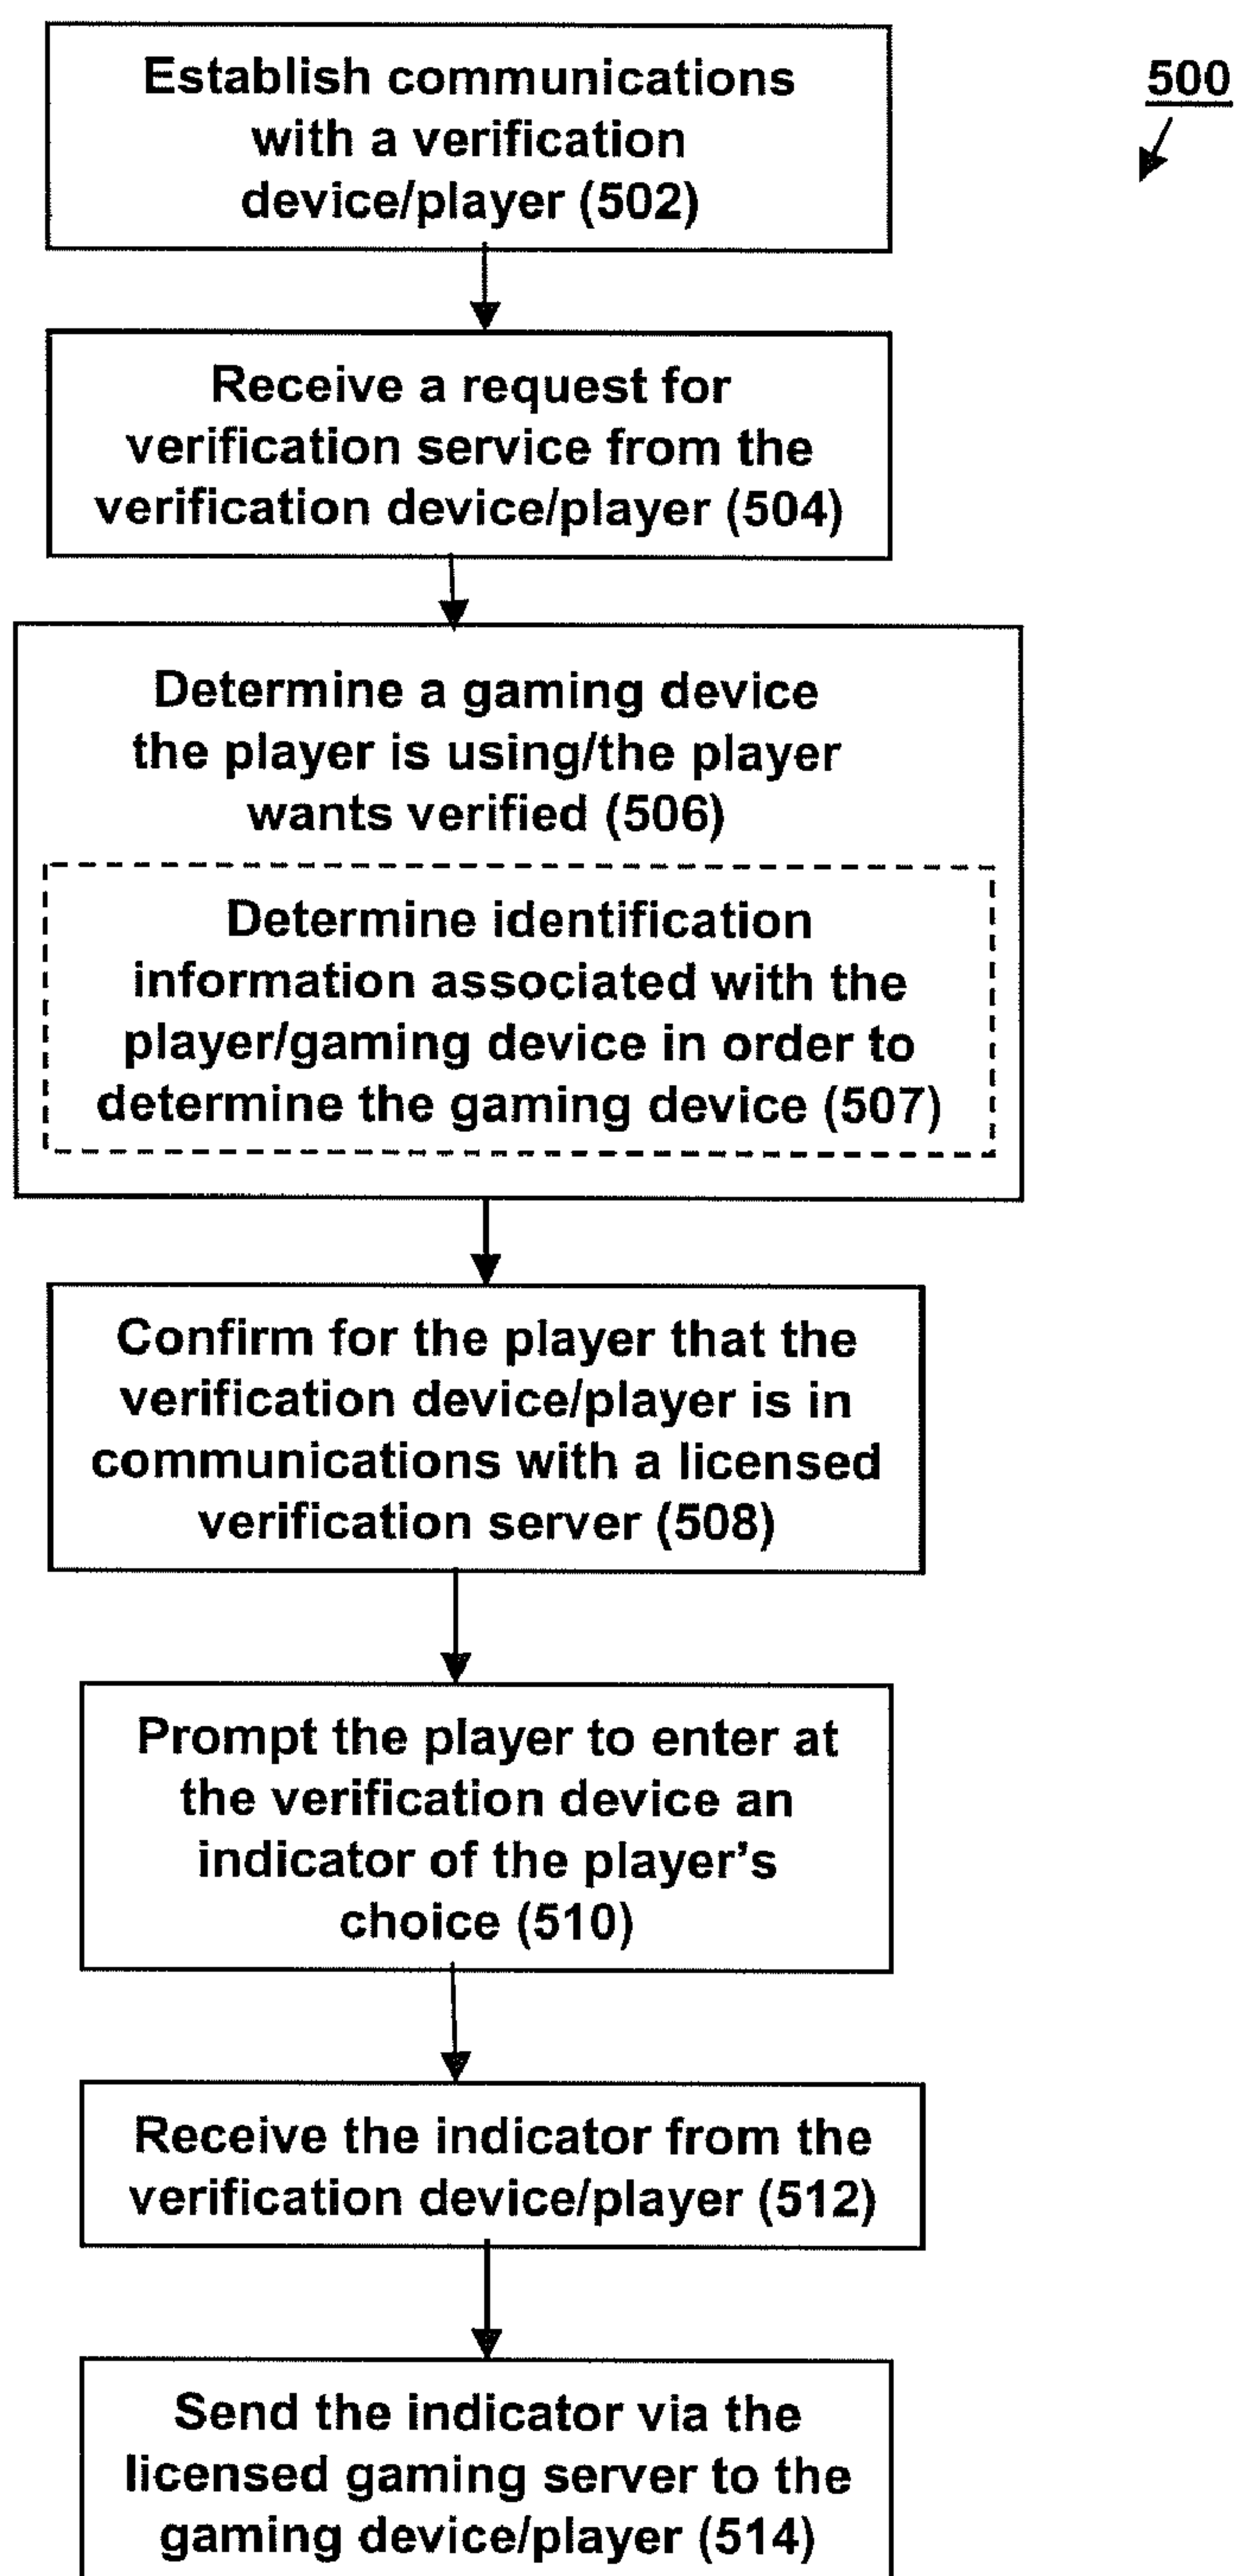 Establish communications
with a verification
device/player (502)
500
Receive a request for
verification service from the
verification device/player (504)
Determine a gaming device
the player is using/the player
wants verified (506)
Determine identification
information associated with the
player/gaming device in order to
determine the gaming device (507)
Confirm for the player that the
verification device/player is in
communications with a licensed
verification server (508)
Prompt the player to enter at
the verification device an
indicator of the player's
choice (510)
Receive the indicator from the
verification device/player (512)
Send the indicator via the
licensed gaming server to the
gaming device/player (514)